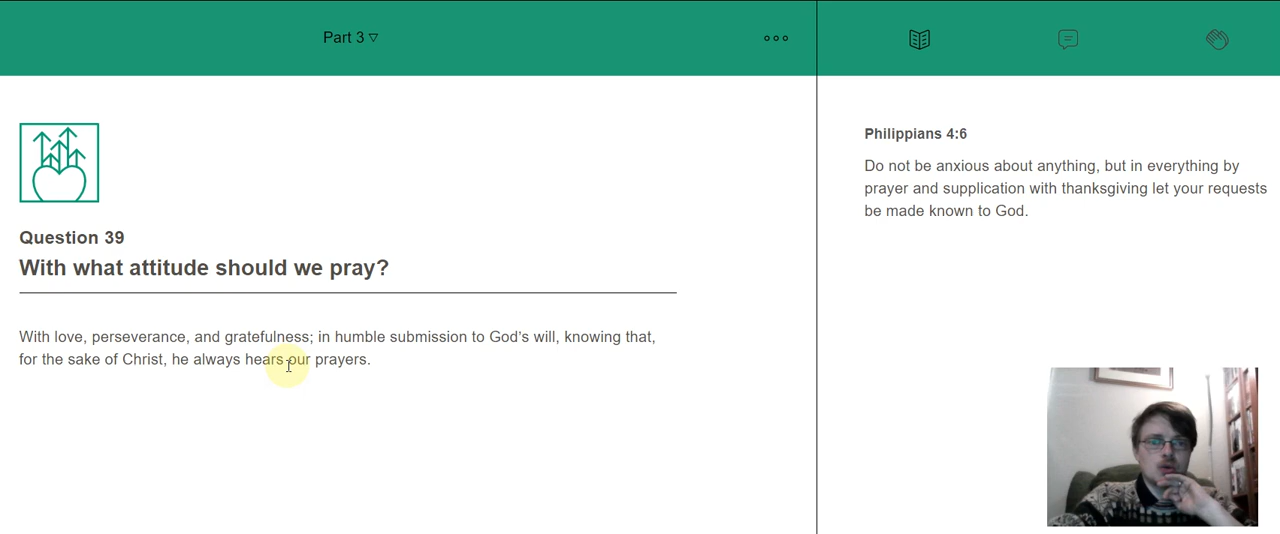 Part 3
Question 39
With what attitude should we pray?
With love, perseverance, and gratefulness; in humble submission to God’s will, knowing that,
for the sake of Christ, he always hears our prayers.
Philippians 4:6
Do not be anxious about anything, but in everything by
prayer and supplication with thanksgiving let your requests
be made known to God.